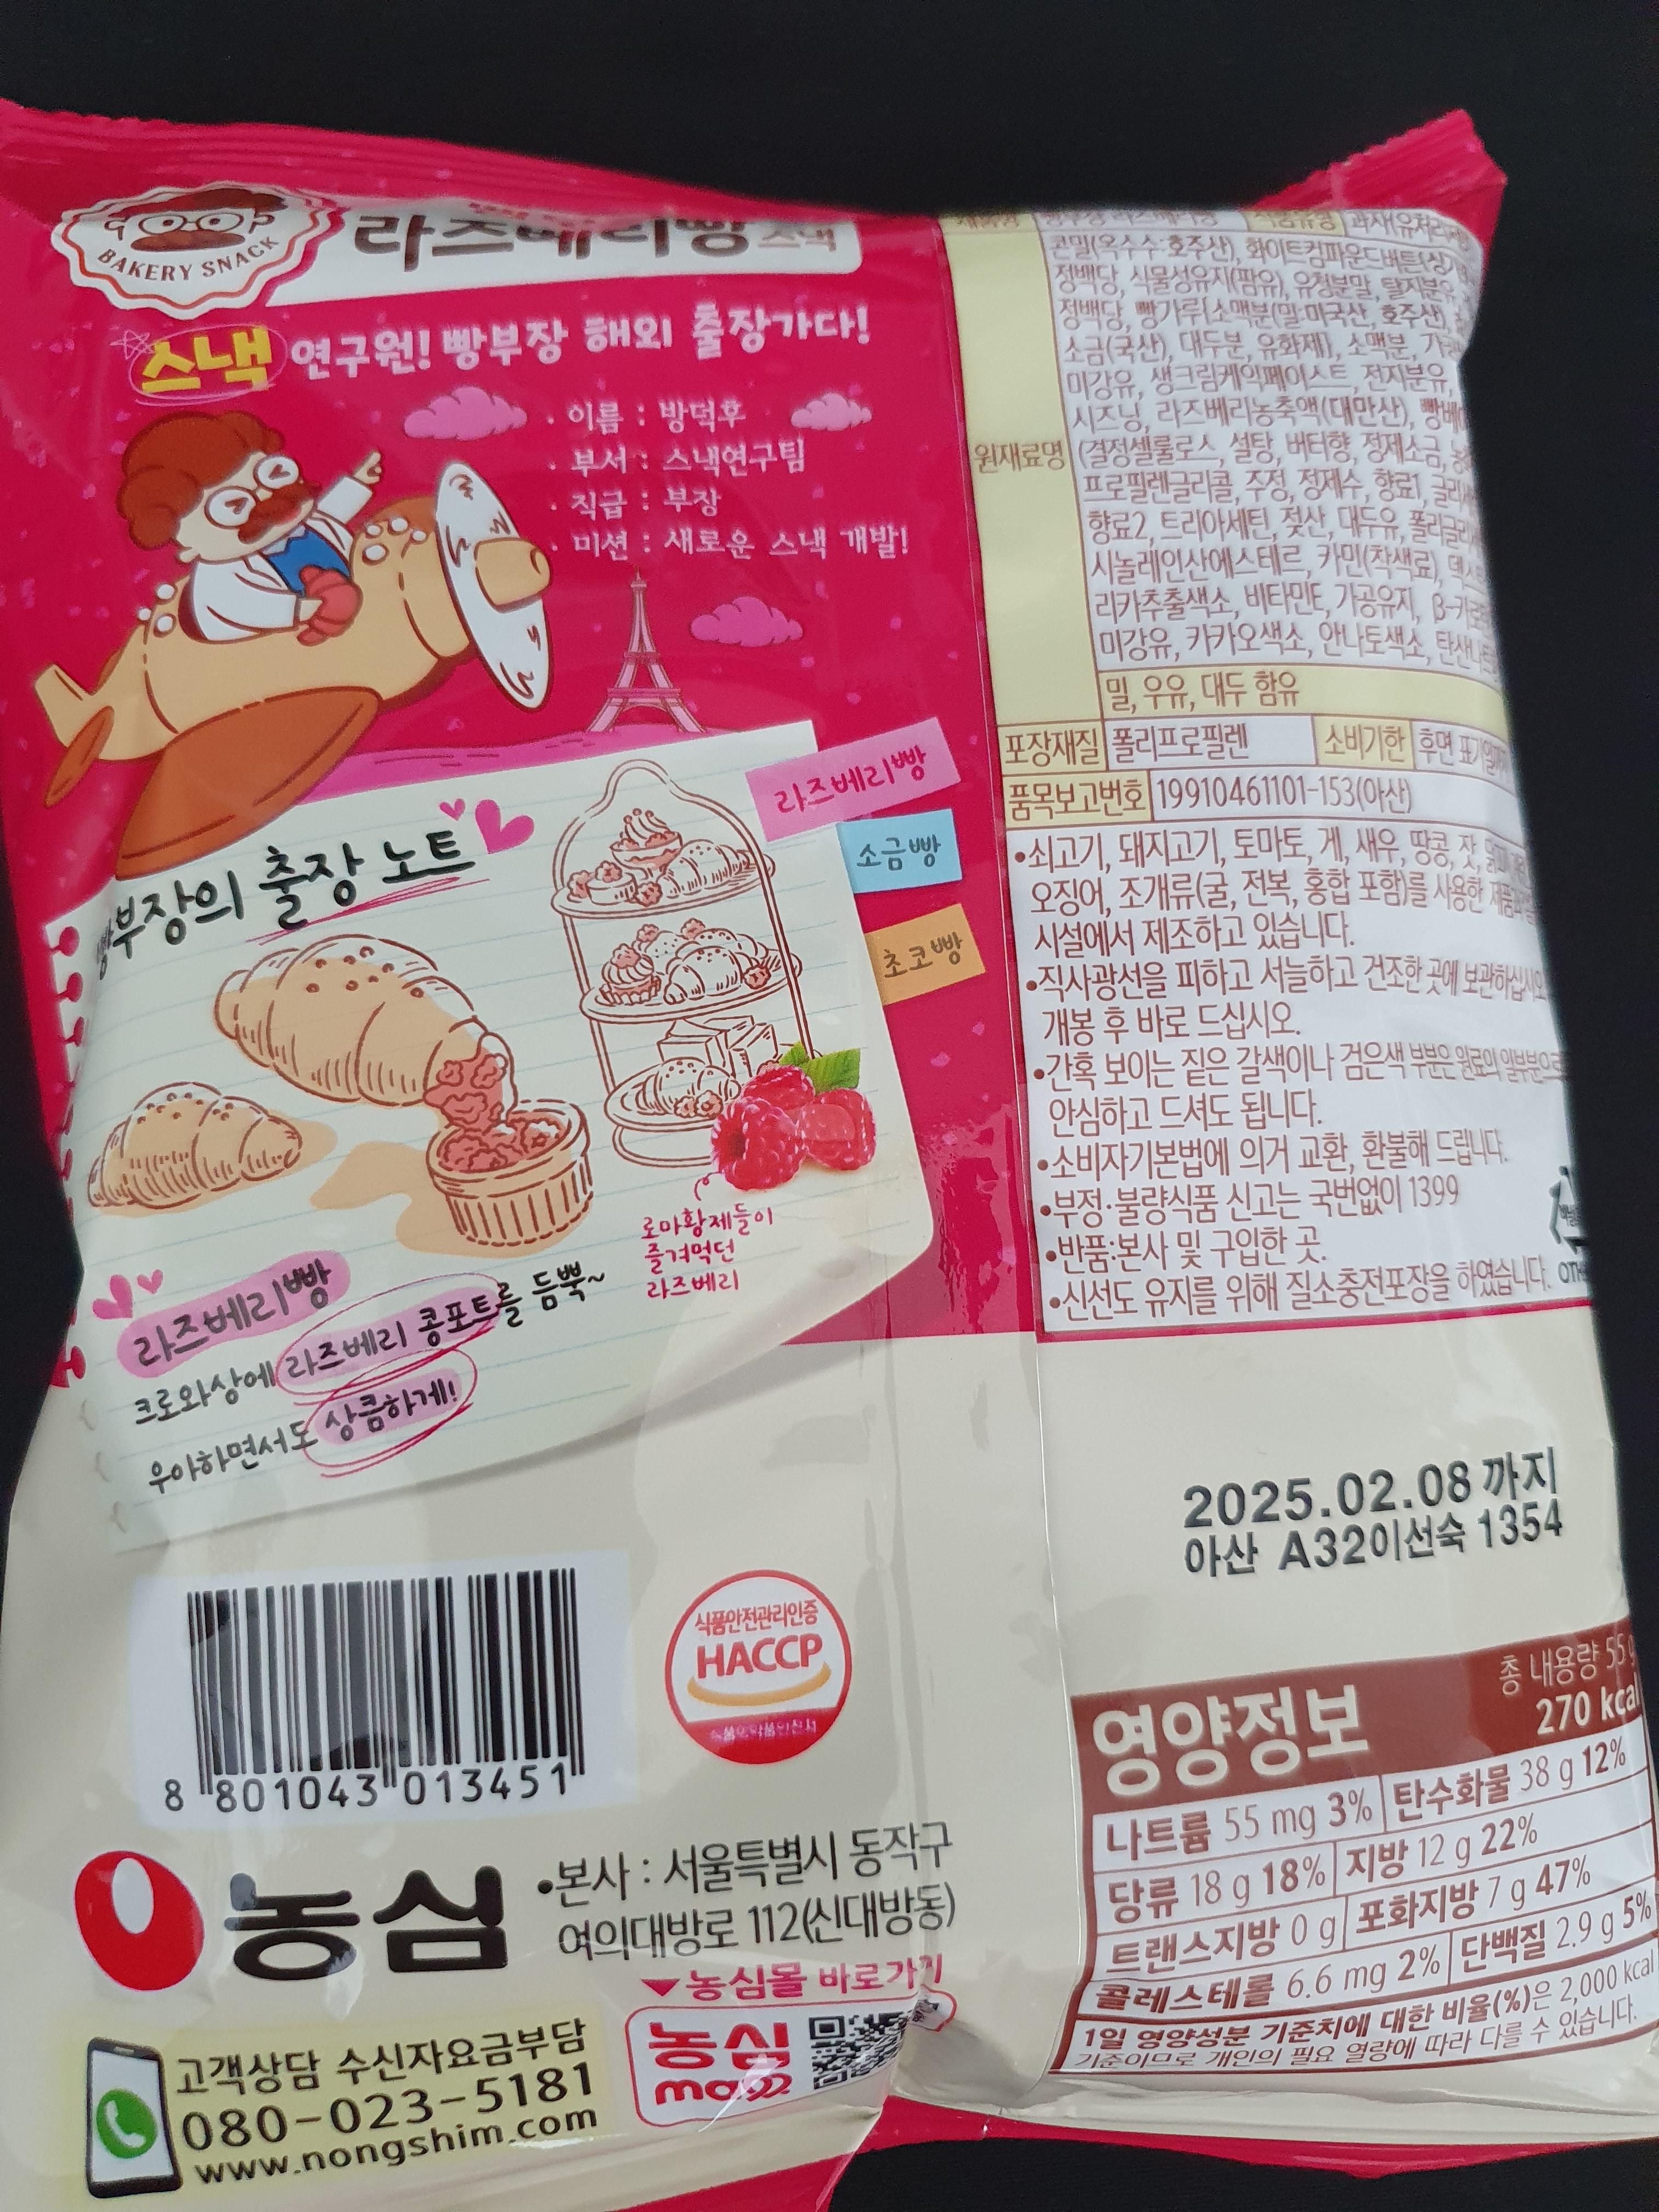 BAKERY SNACK
라즈베리빵 스낵
스낵 연구원! 빵부장 해외 출장가다!
· 이름 : 방덕후
· 부서 : 스낵연구팀
· 직급 : 부장
· 미션 : 새로운 스낵 개발!
빵부장의 출장 노트
라즈베리빵
소금빵
초코빵
로마황제들이
즐겨먹던
라즈베리
라즈베리빵
크로와상에 라즈베리 콩포트를 듬뿍~
우아하면서도 상큼하게!
8 801043 013451
식품안전관리인증
HACCP
농심
•본사 : 서울특별시 동작구
여의대방로 112(신대방동)
▼농심몰 바로가기
농심
mall
고객상담 수신자요금부담
080-023-5181
www.nongshim.com
식품유형 과자(유처리
원재료명
콘밀(옥수수:호주산), 화이트컴파운드버튼
정백당, 식물성유지(팜유), 유청분말, 탈지분유,
정백당, 빵가루[소맥분(밀:미국산, 호주산),
소금(국산), 대두분, 유화제], 소맥분,
미강유, 생크림케익페이스트, 전지분유,
시즈닝, 라즈베리농축액(대만산),
(결정셀룰로스, 설탕, 버터향, 정제소금,
프로필렌글리콜, 주정, 정제수, 향료1,
향료2, 트리아세틴, 젖산, 대두유,
시놀레인산에스테르, 카민(착색료),
리카추출색소, 비타민E, 가공유지,
미강유, 카카오색소, 안나토색소,
밀, 우유, 대두 함유
포장재질 폴리프로필렌 소비기한 후면 표기일까지
품목보고번호 19910461101-153(아산)
•쇠고기, 돼지고기, 토마토, 게, 새우, 땅콩, 잣,
오징어, 조개류(굴, 전복, 홍합 포함)를 사용한
시설에서 제조하고 있습니다.
•직사광선을 피하고 서늘하고 건조한 곳에 보관하십시오.
개봉 후 바로 드십시오.
•간혹 보이는 짙은 갈색이나 검은색 부분은 원료의 일부분으로
안심하고 드셔도 됩니다.
•소비자기본법에 의거 교환, 환불해 드립니다.
•부정·불량식품 신고는 국번없이 1399
•반품:본사 및 구입한 곳.
•신선도 유지를 위해 질소충전포장을 하였습니다.
2025.02.08 까지
아산 A32이선숙 1354
영양정보
총 내용량 55 g
270 kcal
나트륨 55 mg 3% 탄수화물 38 g 12%
당류 18 g 18% 지방 12 g 22%
트랜스지방 0 g 포화지방 7 g 47%
콜레스테롤 6.6 mg 2% 단백질 2.9 g 5%
1일 영양성분 기준치에 대한 비율(%)은 2,000 kcal
기준이므로 개인의 필요 열량에 따라 다를 수 있습니다.